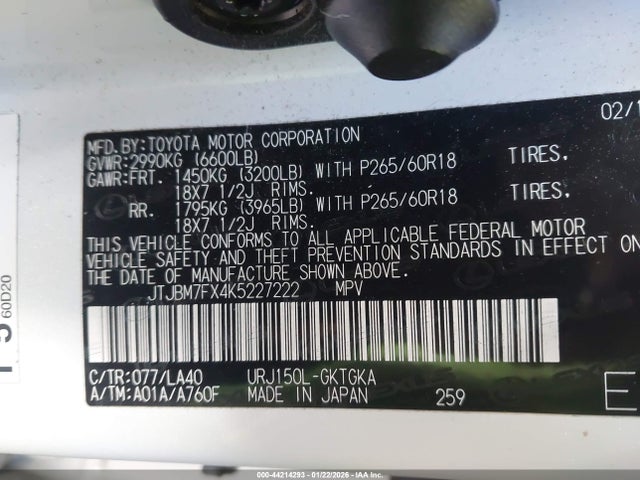 02/1
MFD.BY:TOYOTA MOTOR CORPORATION
GVWR:2990KG (6600LB)
GAWR:FRT. 1450KG (3200LB) WITH P265/60R18 TIRES,
18X7 1/2J RIMS.
RR. 1795KG (3965LB) WITH P265/60R18 TIRES,
18X7 1/2J RIMS.
THIS VEHICLE CONFORMS TO ALL APPLICABLE FEDERAL MOTOR
VEHICLE SAFETY AND THEFT PREVENTION STANDARDS IN EFFECT ON
THE DATE OF MANUFACTURE SHOWN ABOVE.
JTJBM7FX4K5227222 MPV
C/TR:077/LA40 URJ150L-GKTGKA
A/TM:A01A/A760F MADE IN JAPAN 259
E
5
60D20
000-44214293 - 01/22/2026 - IAAI